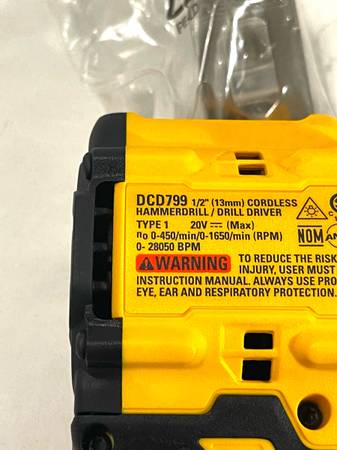 DCD799 1/2" (13mm) CORDLESS
HAMMERDRILL / DRILL DRIVER
TYPE 1 20V ⎓ (Max)
n₀ 0-450/min/0-1650/min (RPM)
0- 28050 BPM
NOM
WARNING TO REDUCE THE RISK
INJURY, USER MUST
INSTRUCTION MANUAL. ALWAYS USE PRO
EYE, EAR AND RESPIRATORY PROTECTION.